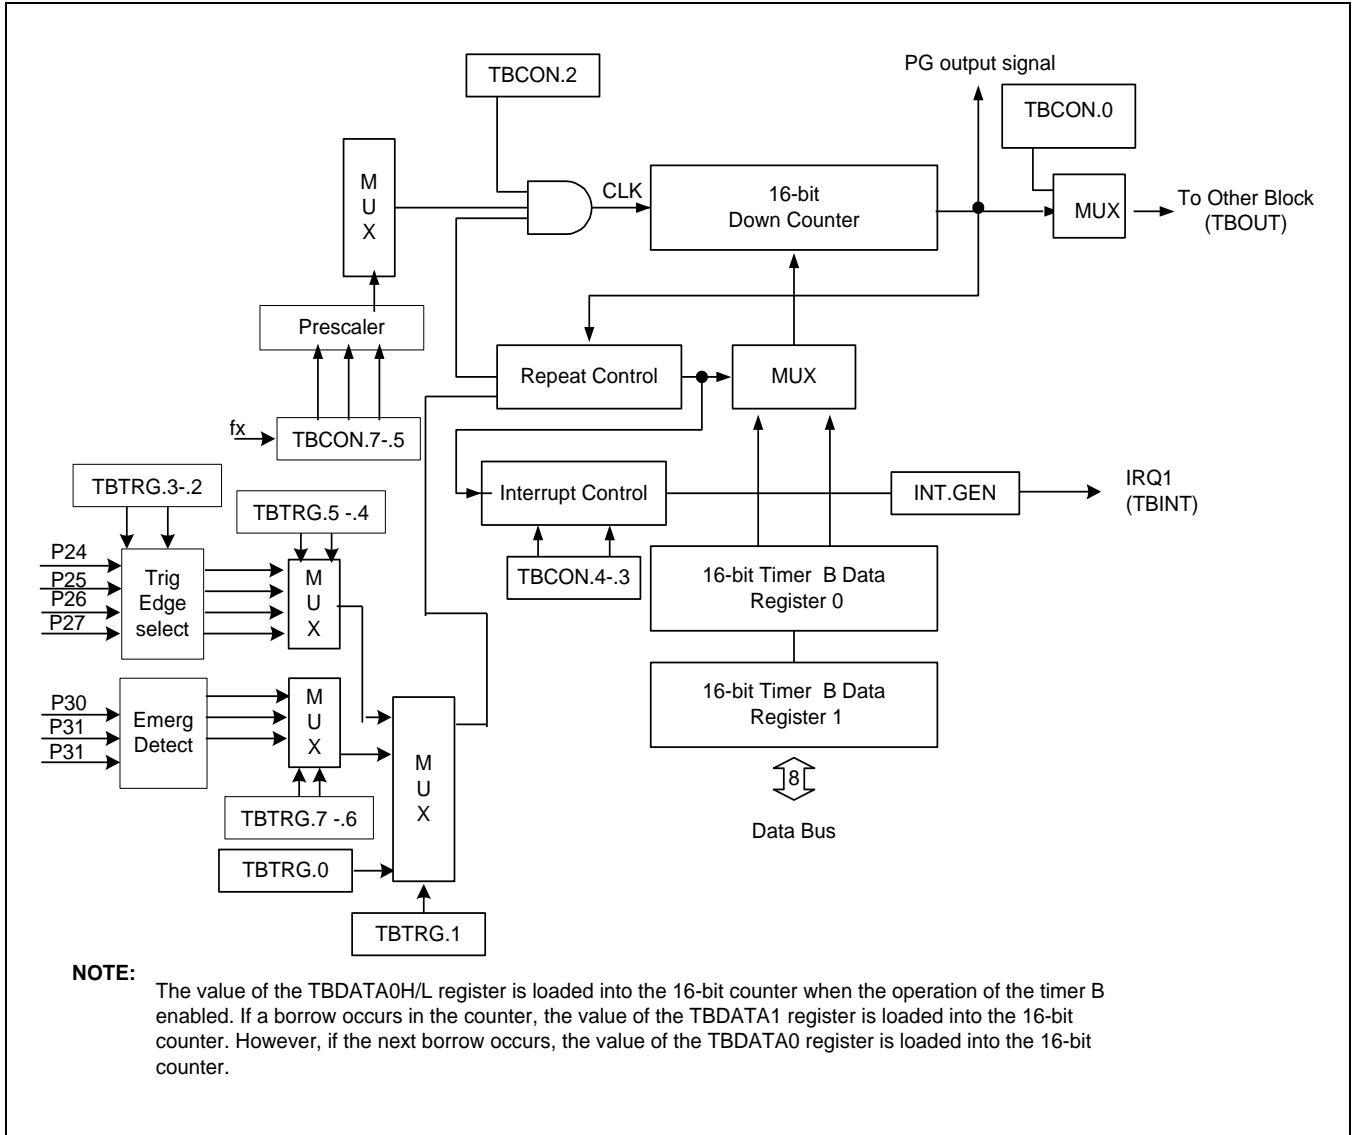 PG output signal
TBCON.2
TBCON.0
M
U
X
CLK
16-bit
Down Counter
MUX
To Other Block
(TBOUT)
Prescaler
Repeat Control
MUX
fx
TBCON.7-.5
TBTRG.3-.2
TBTRG.5 -.4
Interrupt Control
INT.GEN
IRQ1
(TBINT)
P24
P25
P26
P27
Trig
Edge
select
M
U
X
TBCON.4-.3
16-bit Timer B Data
Register 0
P30
P31
P31
Emerg
Detect
M
U
X
16-bit Timer B Data
Register 1
M
U
X
TBTRG.7 -.6
8
Data Bus
TBTRG.0
TBTRG.1
NOTE:
The value of the TBDATA0H/L register is loaded into the 16-bit counter when the operation of the timer B
enabled. If a borrow occurs in the counter, the value of the TBDATA1 register is loaded into the 16-bit
counter. However, if the next borrow occurs, the value of the TBDATA0 register is loaded into the 16-bit
counter.